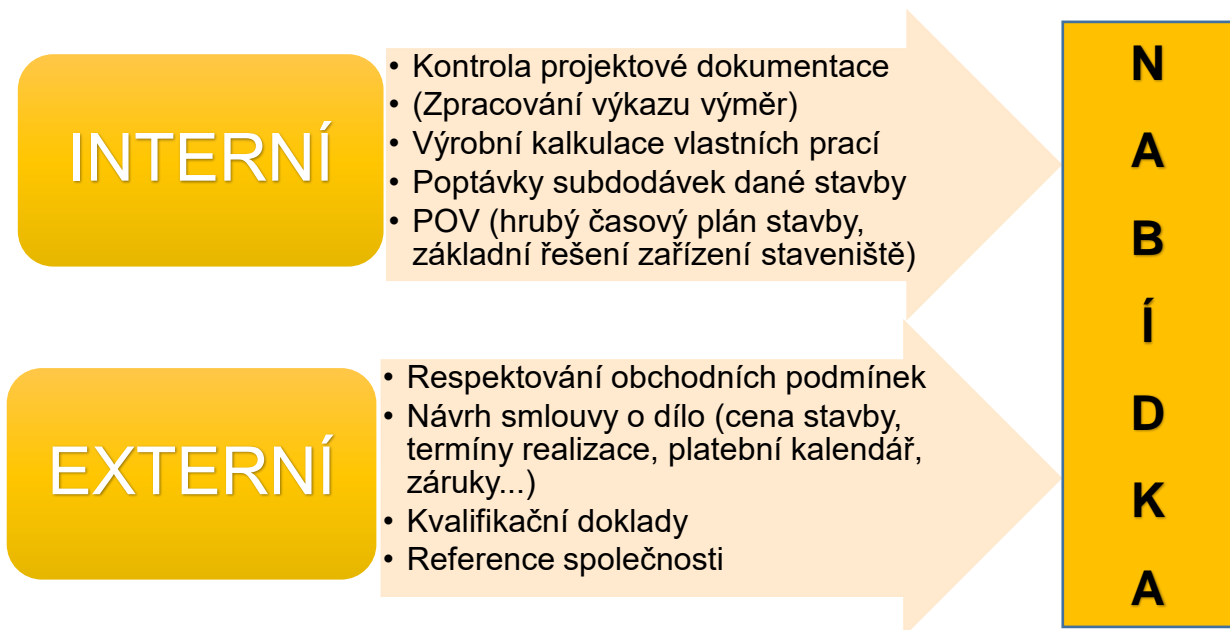 INTERNÍ
• Kontrola projektové dokumentace
• (Zpracování výkazu výměr)
• Výrobní kalkulace vlastních prací
• Poptávky subdodávek dané stavby
• POV (hrubý časový plán stavby,
základní řešení zařízení staveniště)
EXTERNÍ
• Respektování obchodních podmínek
• Návrh smlouvy o dílo (cena stavby,
termíny realizace, platební kalendář,
záruky...)
• Kvalifikační doklady
• Reference společnosti
N
A
B
Í
D
K
A